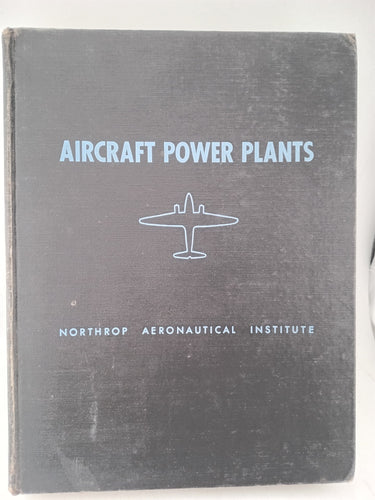 AIRCRAFT POWER PLANTS
NORTHROP AERONAUTICAL INSTITUTE